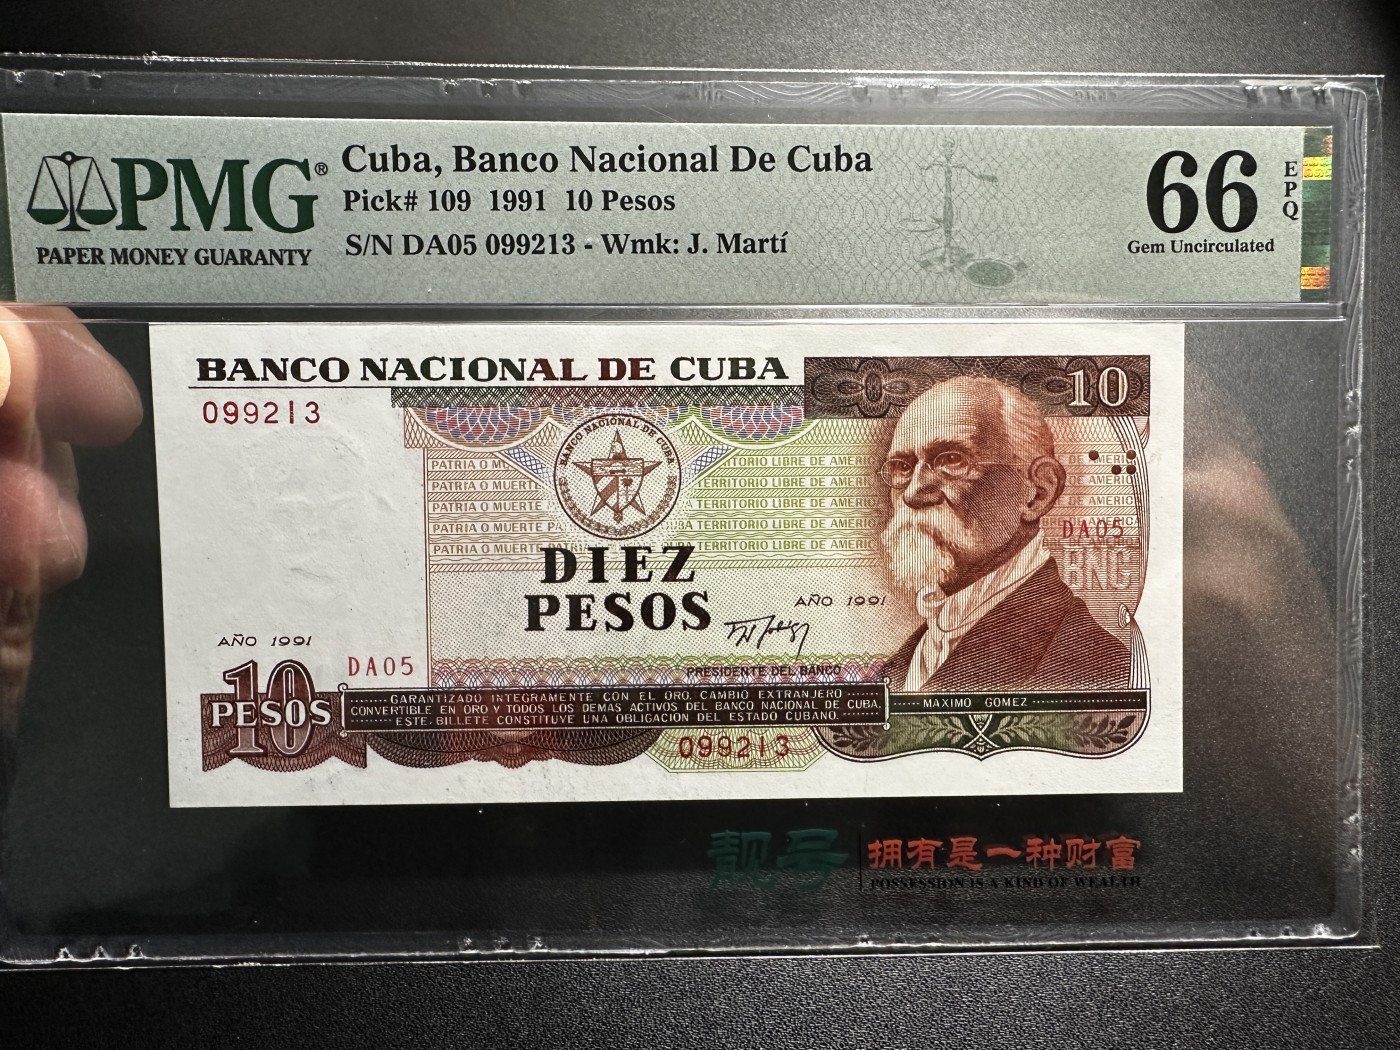 PMG®
PAPER MONEY GUARANTY
Cuba, Banco Nacional De Cuba
Pick# 109 1991 10 Pesos
S/N DA05 099213 - Wmk: J. Martí
66
EPQ
Gem Uncirculated
BANCO NACIONAL DE CUBA
099213
10
BANCO NACIONAL DE CUBA
PATRIA O MUERTE
TERRITORIO LIBRE DE AMERICA
DIEZ
PESOS
AÑO 1991
DA05
BNC
PRESIDENTE DEL BANCO
AÑO 1991
DA05
10
PESOS
GARANTIZADO INTEGRAMENTE CON EL ORO, CAMBIO EXTRANJERO
CONVERTIBLE EN ORO Y TODOS LOS DEMAS ACTIVOS DEL BANCO NACIONAL DE CUBA.
ESTE BILLETE CONSTITUYE UNA OBLIGACION DEL ESTADO CUBANO.
MAXIMO GOMEZ
099213
靓号
拥有是一种财富
POSSESSION IS A KIND OF WEALTH